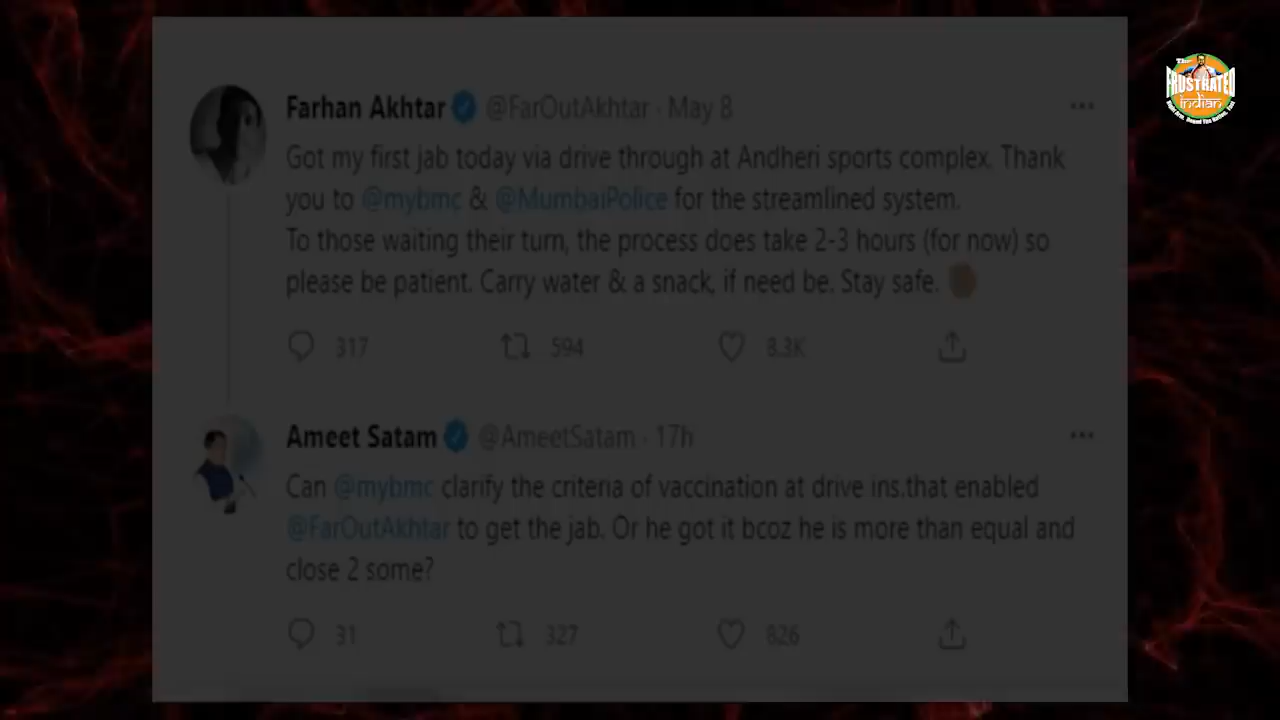 The
FRUSTRATED
indian
Farhan Akhtar @FarOutAkhtar · May 8
Got my first jab today via drive through at Andheri sports complex. Thank
you to @mybmc & @MumbaiPolice for the streamlined system.
To those waiting their turn, the process does take 2-3 hours (for now) so
please be patient. Carry water & a snack, if need be. Stay safe.
317 594 8.3K
Ameet Satam @AmeetSatam · 17h
Can @mybmc clarify the criteria of vaccination at drive ins.that enabled
@FarOutAkhtar to get the jab. Or he got it bcoz he is more than equal and
close 2 some?
31 327 826